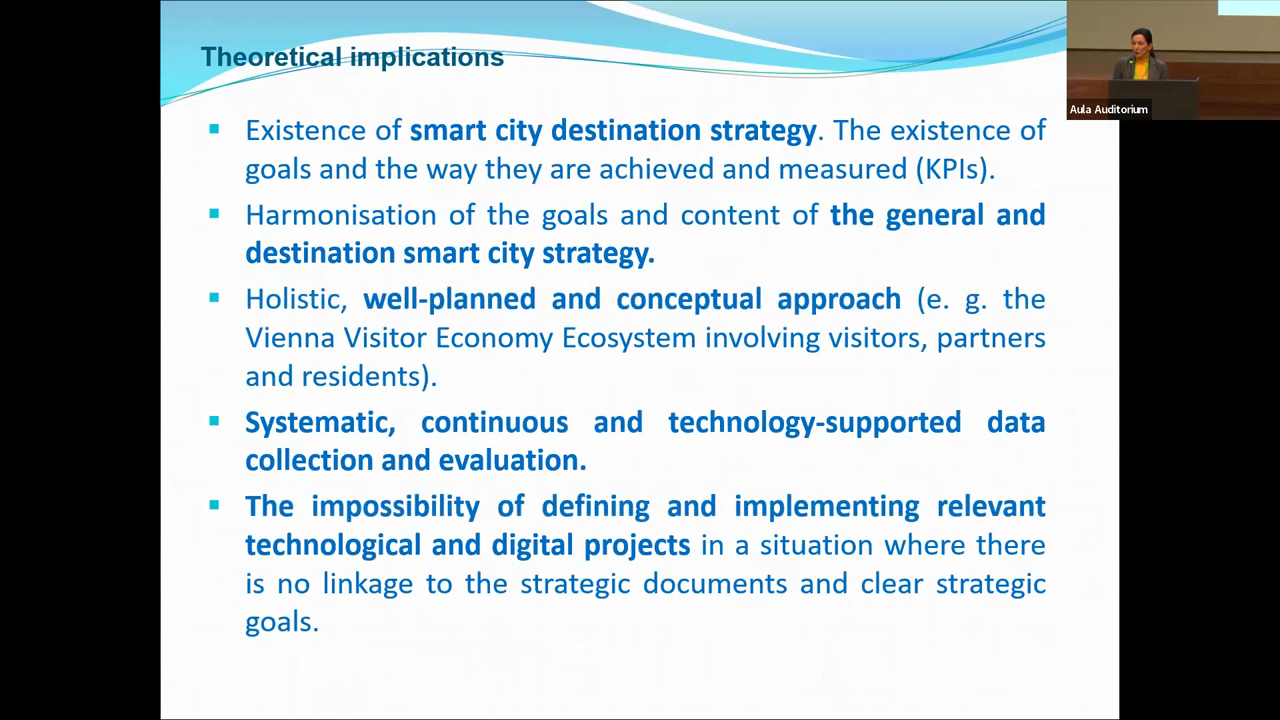 Theoretical implications
Aula Auditorium
▪ Existence of smart city destination strategy. The existence of
goals and the way they are achieved and measured (KPIs).
▪ Harmonisation of the goals and content of the general and
destination smart city strategy.
▪ Holistic, well-planned and conceptual approach (e. g. the
Vienna Visitor Economy Ecosystem involving visitors, partners
and residents).
▪ Systematic, continuous and technology-supported data
collection and evaluation.
▪ The impossibility of defining and implementing relevant
technological and digital projects in a situation where there
is no linkage to the strategic documents and clear strategic
goals.